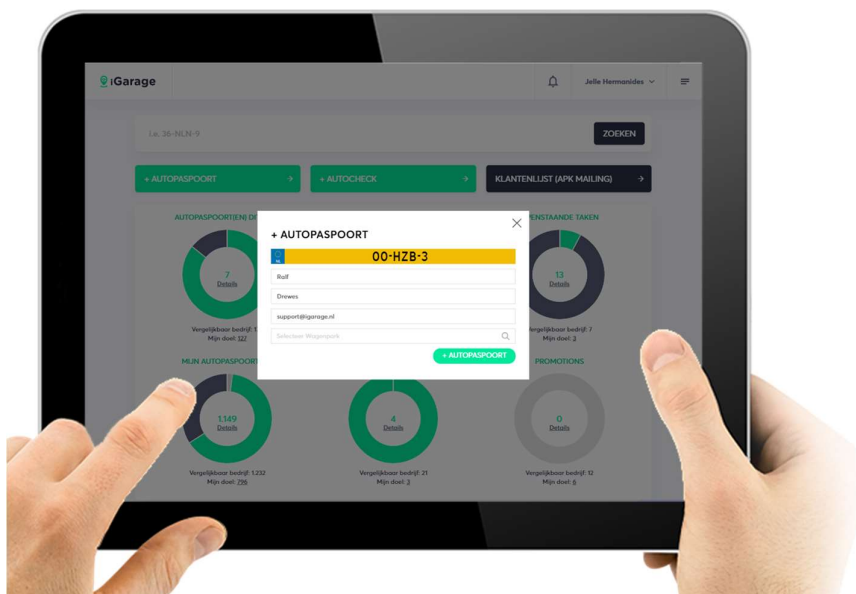 iGarage
Jelle Hermanides
i.e. 36-NLN-9
ZOEKEN
+ AUTOPASPOORT
+ AUTOCHECK
KLANTENLIJST (APK MAILING)
AUTOPASPOORT(EN) DI
ENSTAANDE TAKEN
+ AUTOPASPOORT
NL
00-HZB-3
Rolf
Drewes
support@igarage.nl
Selecteer Wagenpark
+ AUTOPASPOORT
7
Details
13
Details
Vergelijkbaar bedrijf: 1
Mijn doel: 127
ergelijkbaar bedrijf: 7
Mijn doel: 3
MIJN AUTOPASPOORT
PROMOTIONS
1.149
Details
4
Details
0
Details
Vergelijkbaar bedrijf: 1.232
Mijn doel: 796
Vergelijkbaar bedrijf: 21
Mijn doel: 3
Vergelijkbaar bedrijf: 12
Mijn doel: 6